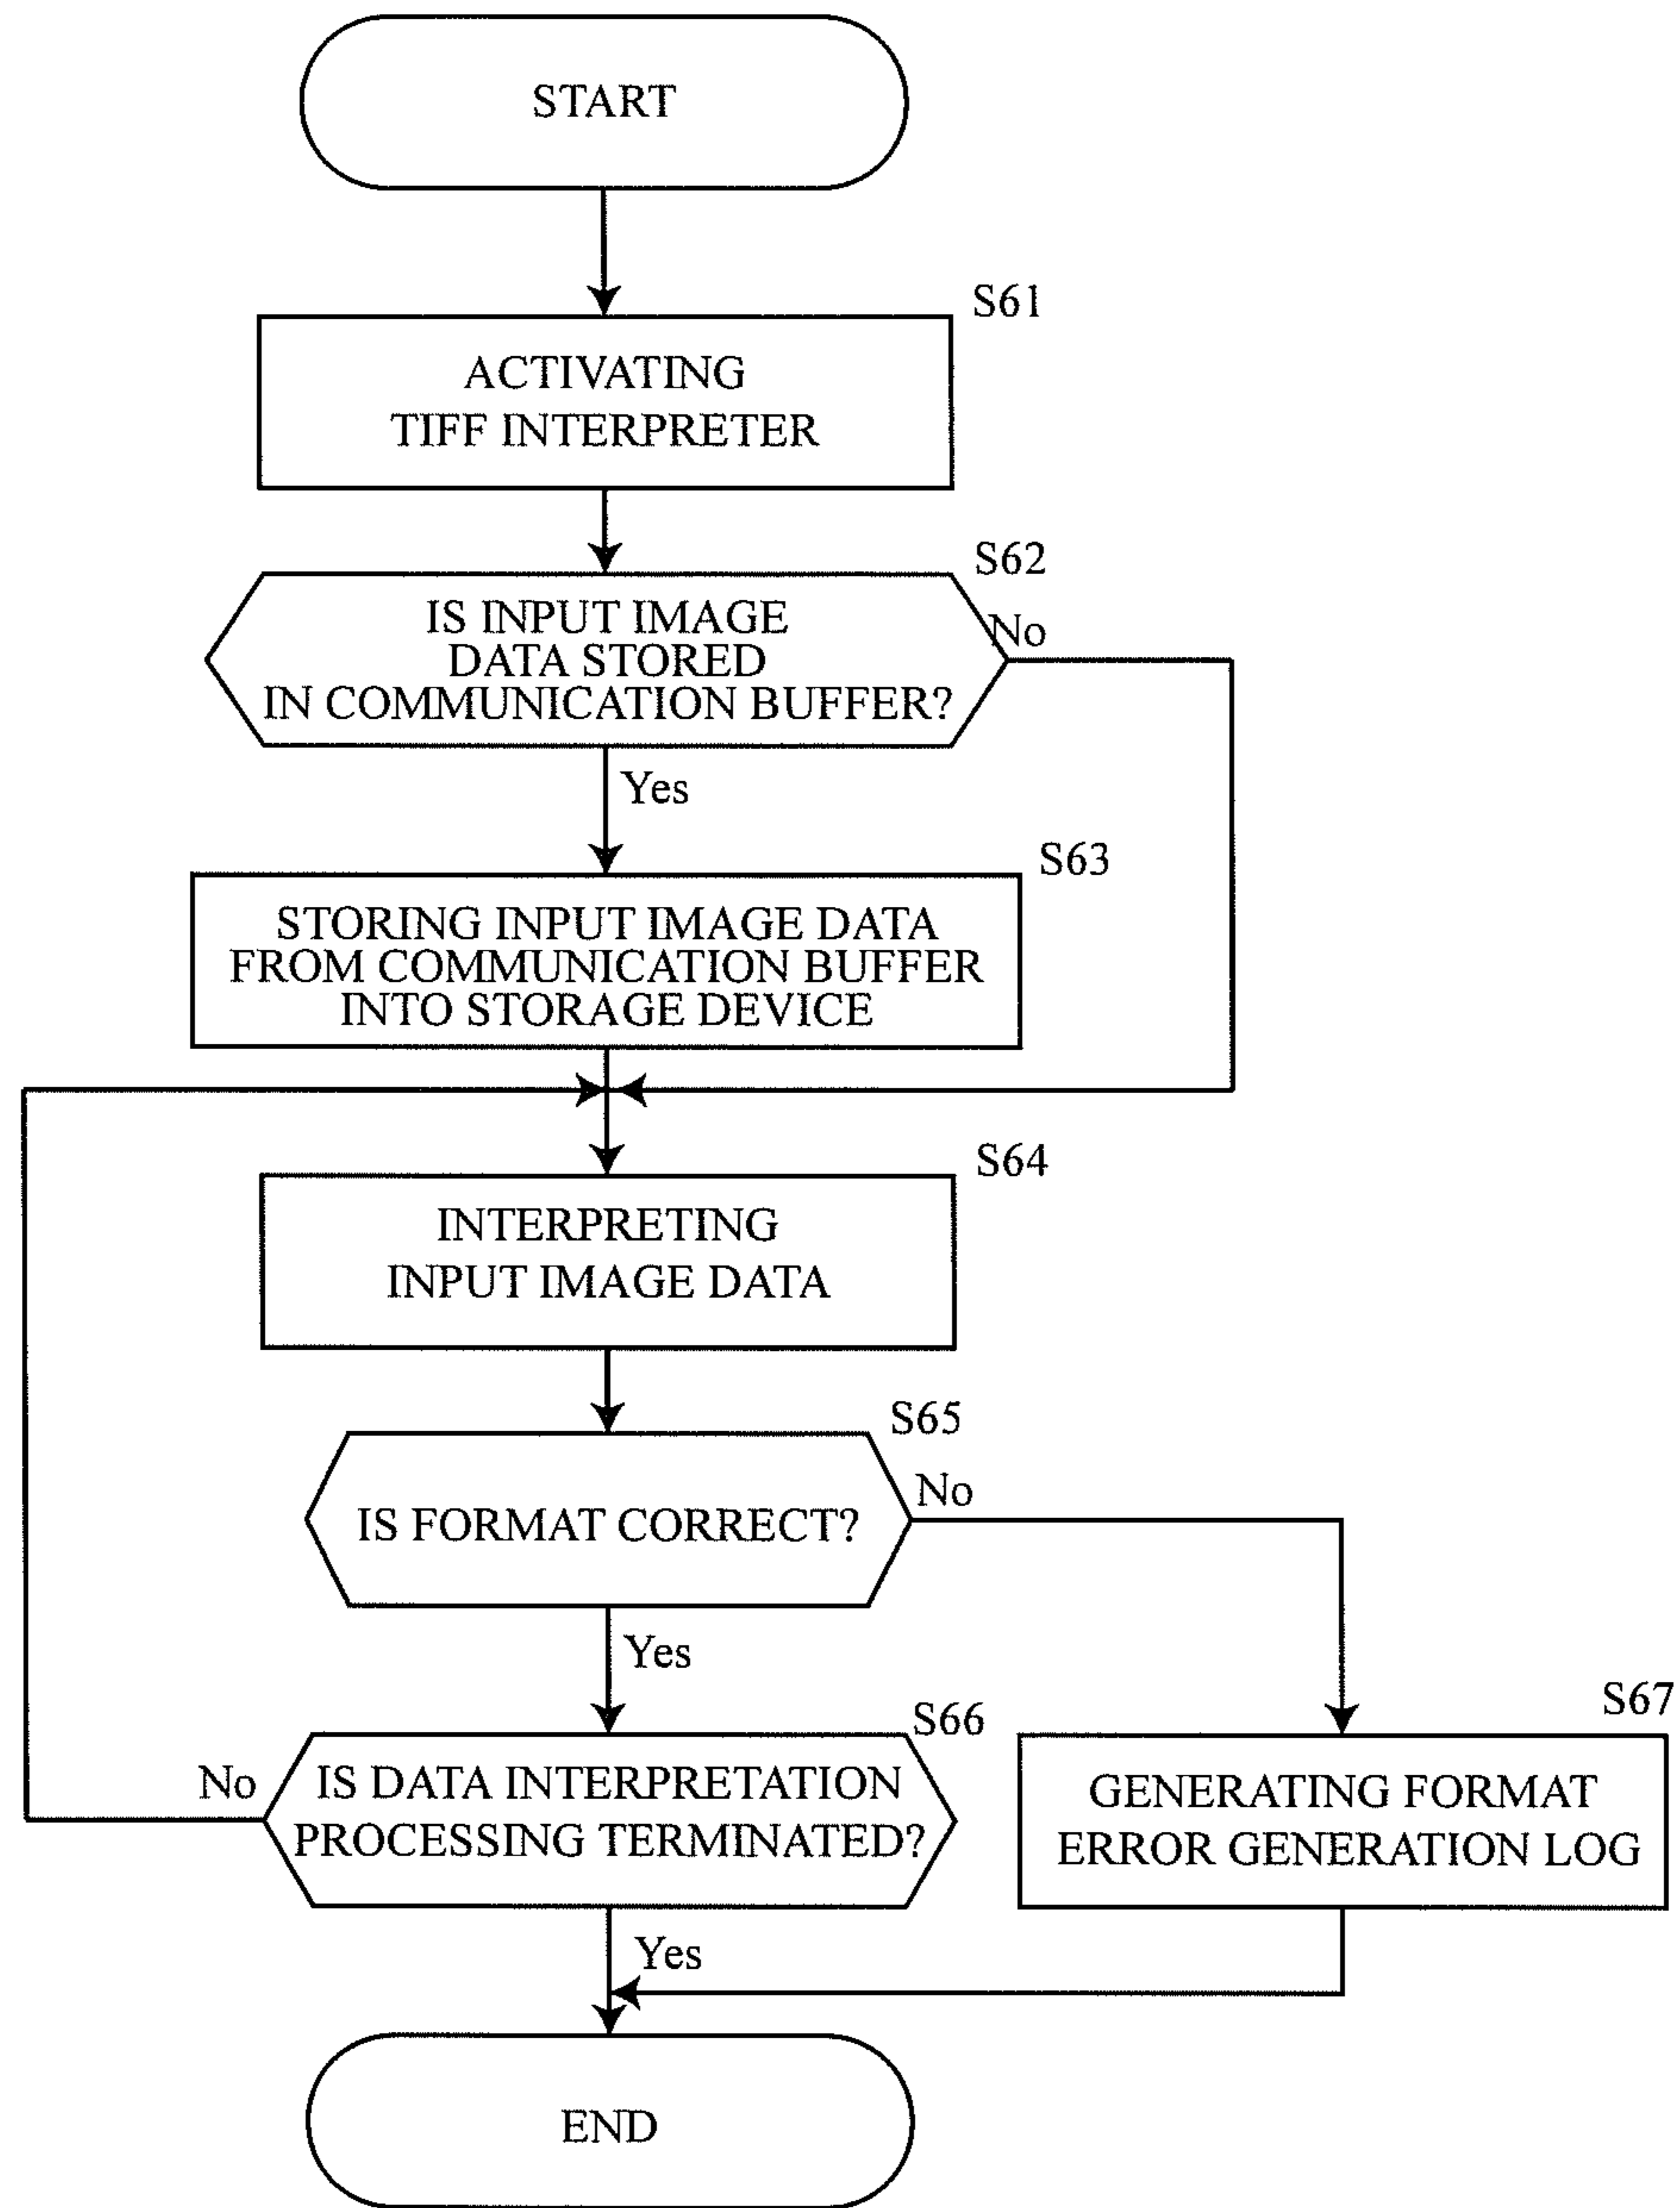 START
S61
ACTIVATING
TIFF INTERPRETER
S62
IS INPUT IMAGE
DATA STORED
IN COMMUNICATION BUFFER?
No
Yes
S63
STORING INPUT IMAGE DATA
FROM COMMUNICATION BUFFER
INTO STORAGE DEVICE
S64
INTERPRETING
INPUT IMAGE DATA
S65
IS FORMAT CORRECT?
No
Yes
S66
IS DATA INTERPRETATION
PROCESSING TERMINATED?
No
Yes
S67
GENERATING FORMAT
ERROR GENERATION LOG
END